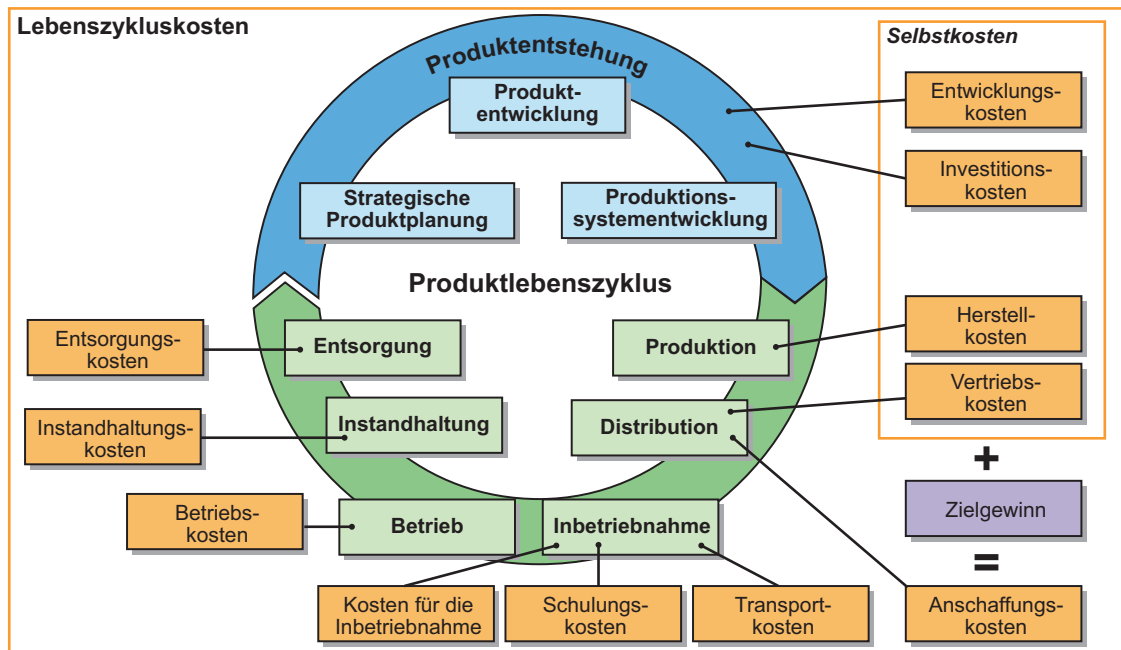 Lebenszykluskosten
Produktentstehung
Selbstkosten
Produkt-
entwicklung
Entwicklungs-
kosten
Investitions-
kosten
Strategische
Produktplanung
Produktions-
systementwicklung
Produktlebenszyklus
Entsorgungs-
kosten
Entsorgung
Produktion
Herstell-
kosten
Instandhaltungs-
kosten
Instandhaltung
Distribution
Vertriebs-
kosten
+
Betriebs-
kosten
Betrieb
Inbetriebnahme
Zielgewinn
=
Kosten für die
Inbetriebnahme
Schulungs-
kosten
Transport-
kosten
Anschaffungs-
kosten